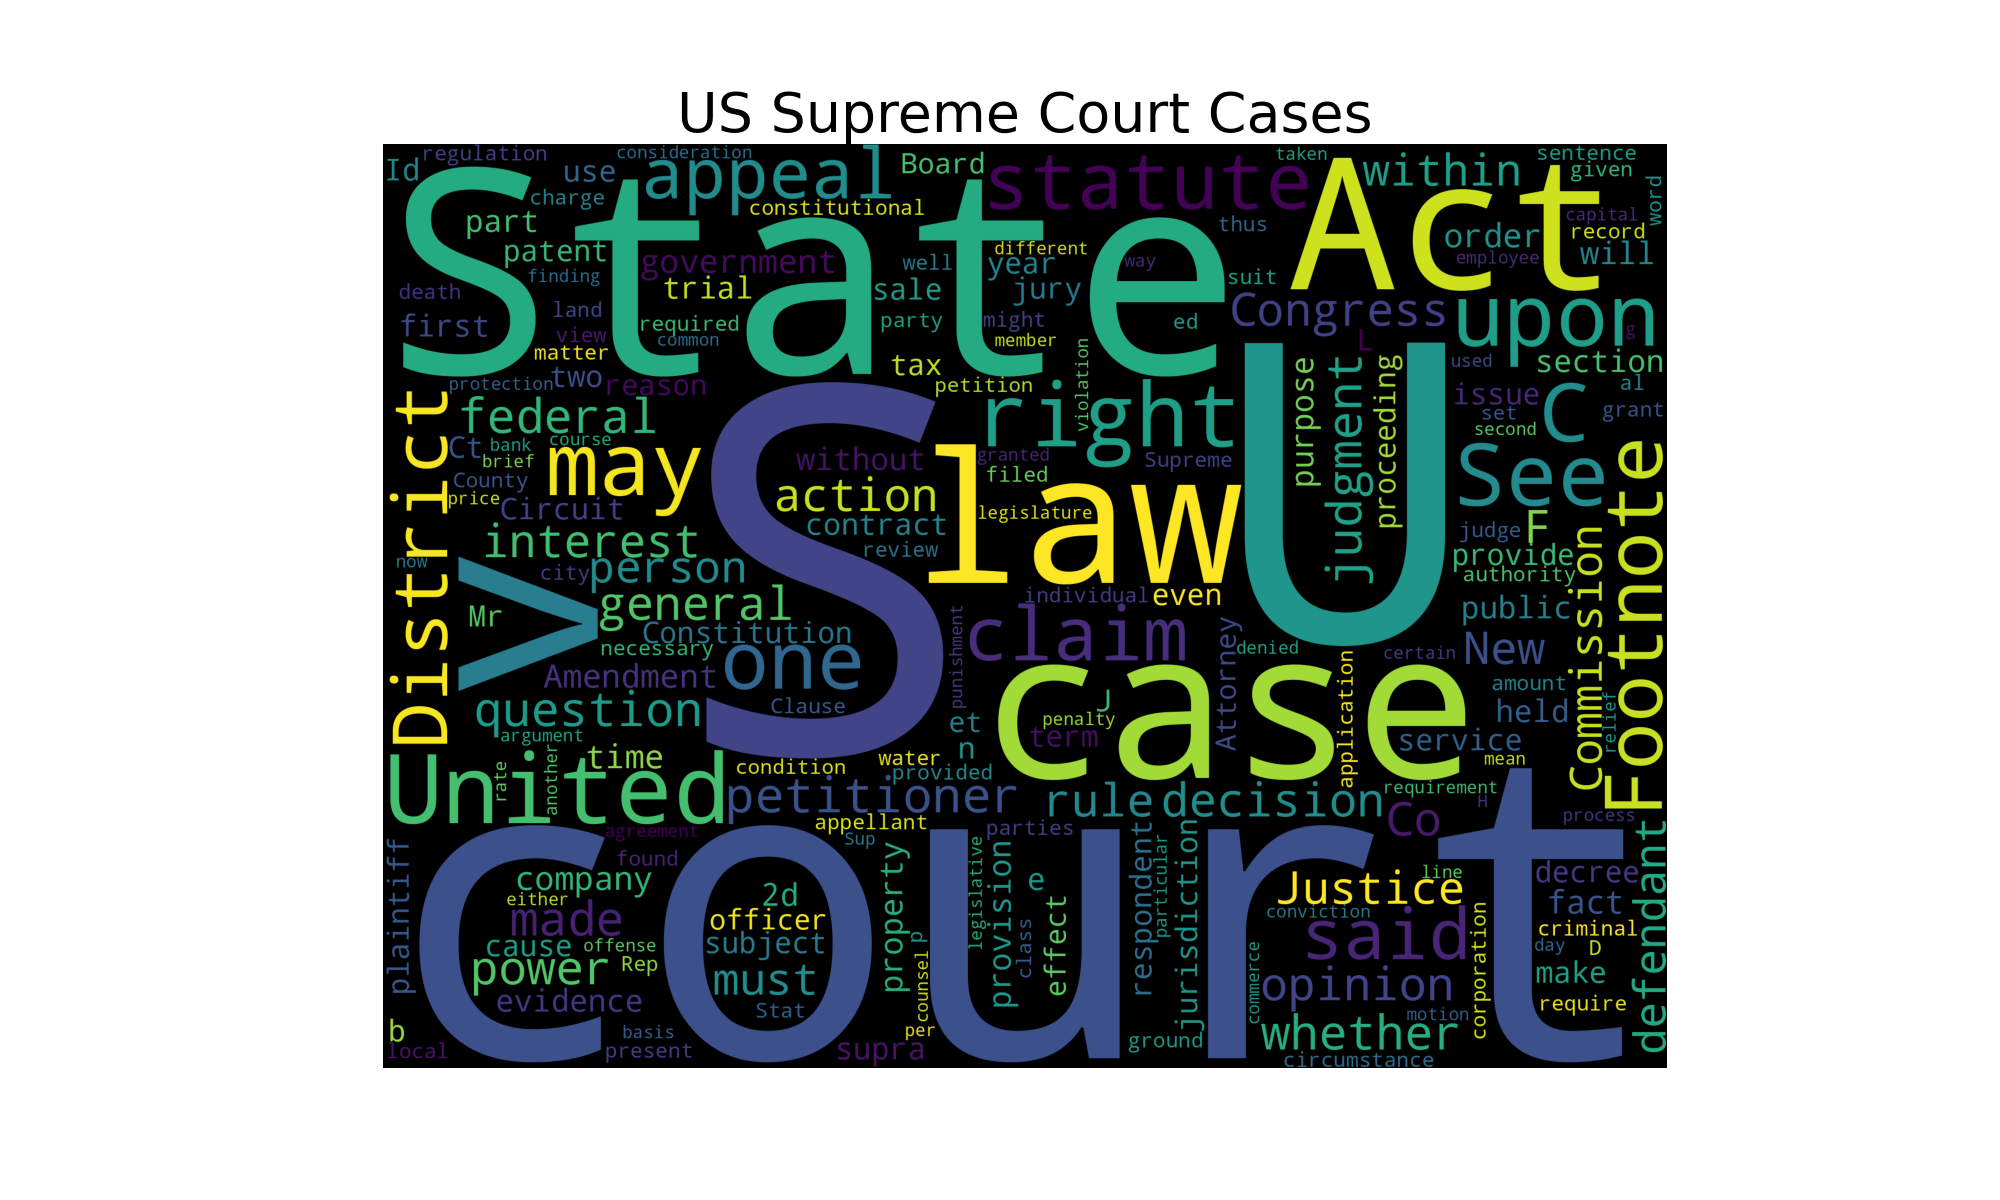 US Supreme Court Cases
Id regulation consideration Board taken sentence
use appeal statute Act within given
charge State constitutional word
part thus capital record
patent different order will
finding government well year way employee
death trial sale jury suit Congress upon
land required party might ed
first view common L g
matter tax member used section
protection two reason petition violation al
District federal right U judgment purpose proceeding issue set C grant
Ct bank course second
brief may S without granted Supreme See Footnote
County action filed
price Circuit law legislature
contract judge F Commission
interest review provide
now city person authority
Mr general individual even public
v Constitution punishment claim Attorney denied New
necessary one certain
Amendment case application amount
question Clause J penalty held relief
argument et term service
United rate another time condition water n mean
provided requirement
petitioner rule decision Co H process
court agreement appellant parties
plaintiff found Sup property legislative provision respondent particular jurisdiction line decree defendant
company 2d e Justice fact
either officer class effect conviction corporation
made said criminal
cause offense subject p commerce day D
power Rep must counsel opinion make
evidence Stat require
b basis per ground motion whether
local present supra circumstance